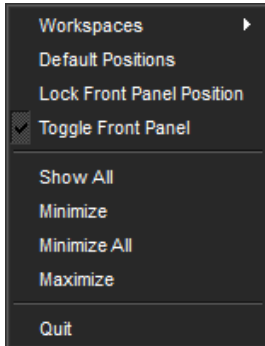 Workspaces
Default Positions
Lock Front Panel Position
Toggle Front Panel
Show All
Minimize
Minimize All
Maximize
Quit